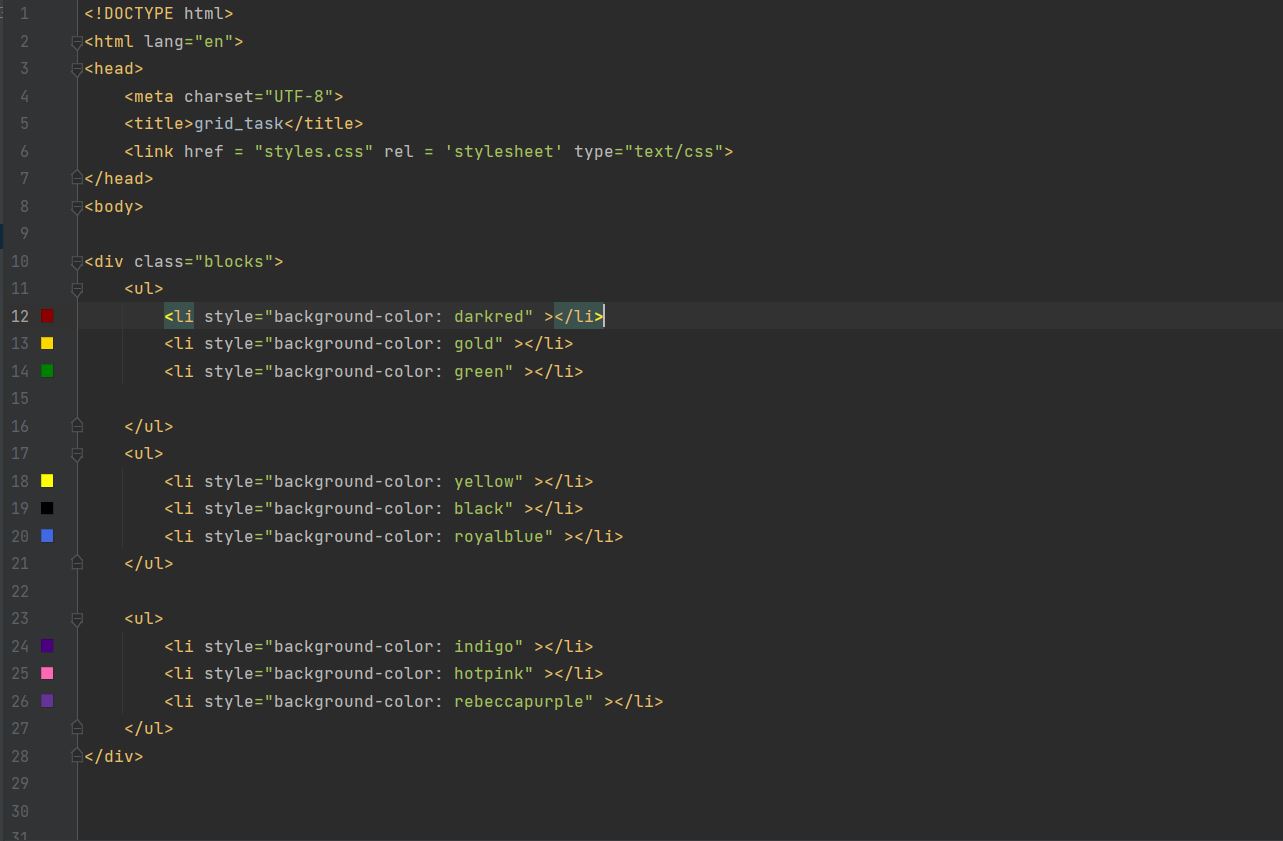 1 <!DOCTYPE html>
2 <html lang="en">
3 <head>
4     <meta charset="UTF-8">
5     <title>grid_task</title>
6     <link href = "styles.css" rel = 'stylesheet' type="text/css">
7 </head>
8 <body>
9
10 <div class="blocks">
11     <ul>
12         <li style="background-color: darkred" ></li>
13         <li style="background-color: gold" ></li>
14         <li style="background-color: green" ></li>
15
16     </ul>
17     <ul>
18         <li style="background-color: yellow" ></li>
19         <li style="background-color: black" ></li>
20         <li style="background-color: royalblue" ></li>
21     </ul>
22
23     <ul>
24         <li style="background-color: indigo" ></li>
25         <li style="background-color: hotpink" ></li>
26         <li style="background-color: rebeccapurple" ></li>
27     </ul>
28 </div>
29
30
31